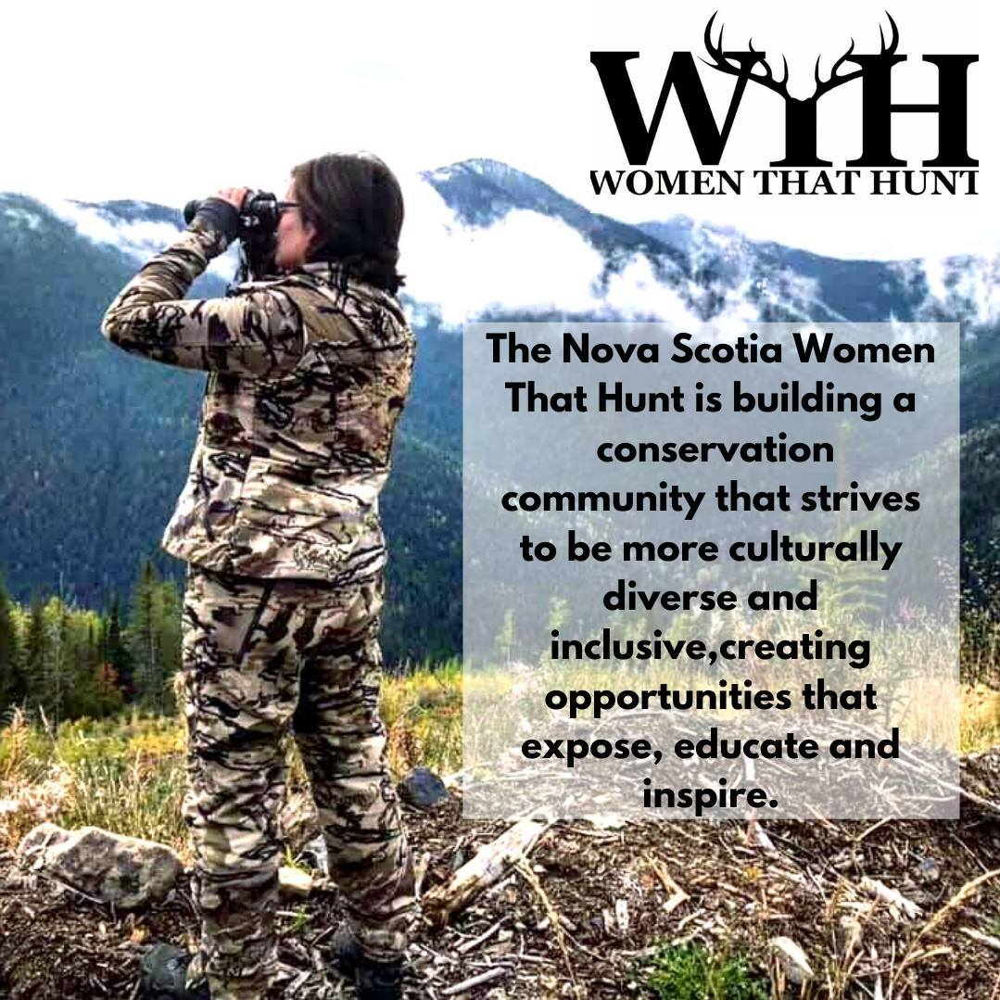 WTH
WOMEN THAT HUNT
The Nova Scotia Women
That Hunt is building a
conservation
community that strives
to be more culturally
diverse and
inclusive,creating
opportunities that
expose, educate and
inspire.